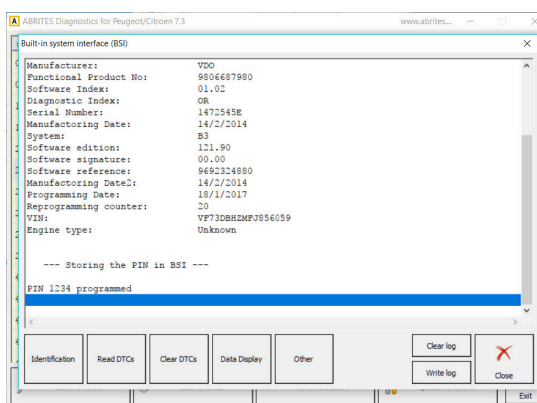 ABRITES Diagnostics for Peugeot/Citroen 7.3
www.abrites...
Built-in system interface (BSI)
Manufacturer: VDO
Functional Product No: 9806687980
Software Index: 01.02
Diagnostic Index: OR
Serial Number: 1472545E
Manufactoring Date: 14/2/2014
System: B3
Software edition: 121.90
Software signature: 00.00
Software reference: 9692324880
Manufactoring Date2: 14/2/2014
Programming Date: 18/1/2017
Reprogramming counter: 20
VIN: VF73DBHZMFJ856059
Engine type: Unknown
--- Storing the PIN in BSI ---
PIN 1234 programmed
Identification
Read DTCs
Clear DTCs
Data Display
Other
Clear log
Write log
Close
Exit